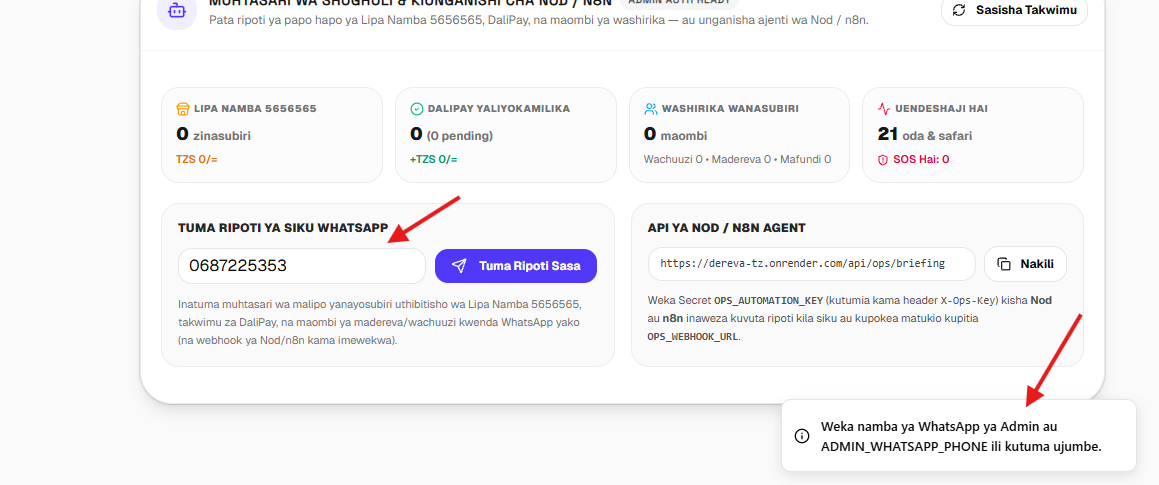 MUHTASARI WA SHUGHULI & KIUNGANISHI CHA NOD / N8N ADMIN AUTH READY
Pata ripoti ya papo hapo ya Lipa Namba 5656565, DaliPay, na maombi ya washirika — au unganisha ajenti wa Nod / n8n.
Sasisha Takwimu
LIPA NAMBA 5656565
0 zinasubiri
TZS 0/=
DALIPAY YALIYOKAMILIKA
0 (0 pending)
+TZS 0/=
WASHIRIKA WANASUBIRI
0 maombi
Wachuuzi 0 • Madereva 0 • Mafundi 0
UENDESHAJI HAI
21 oda & safari
SOS Hai: 0
TUMA RIPOTI YA SIKU WHATSAPP
0687225353
Tuma Ripoti Sasa
Inatuma muhtasari wa malipo yanayosubiri uthibitisho wa Lipa Namba 5656565,
takwimu za DaliPay, na maombi ya madereva/wachuuzi kwenda WhatsApp yako
(na webhook ya Nod/n8n kama imewekwa).
API YA NOD / N8N AGENT
https://dereva-tz.onrender.com/api/ops/briefing
Nakili
Weka Secret OPS_AUTOMATION_KEY (kutumia kama header X-Ops-Key) kisha Nod
au n8n inaweza kuvuta ripoti kila siku au kupokea matukio kupitia
OPS_WEBHOOK_URL.
Weka namba ya WhatsApp ya Admin au
ADMIN_WHATSAPP_PHONE ili kutuma ujumbe.